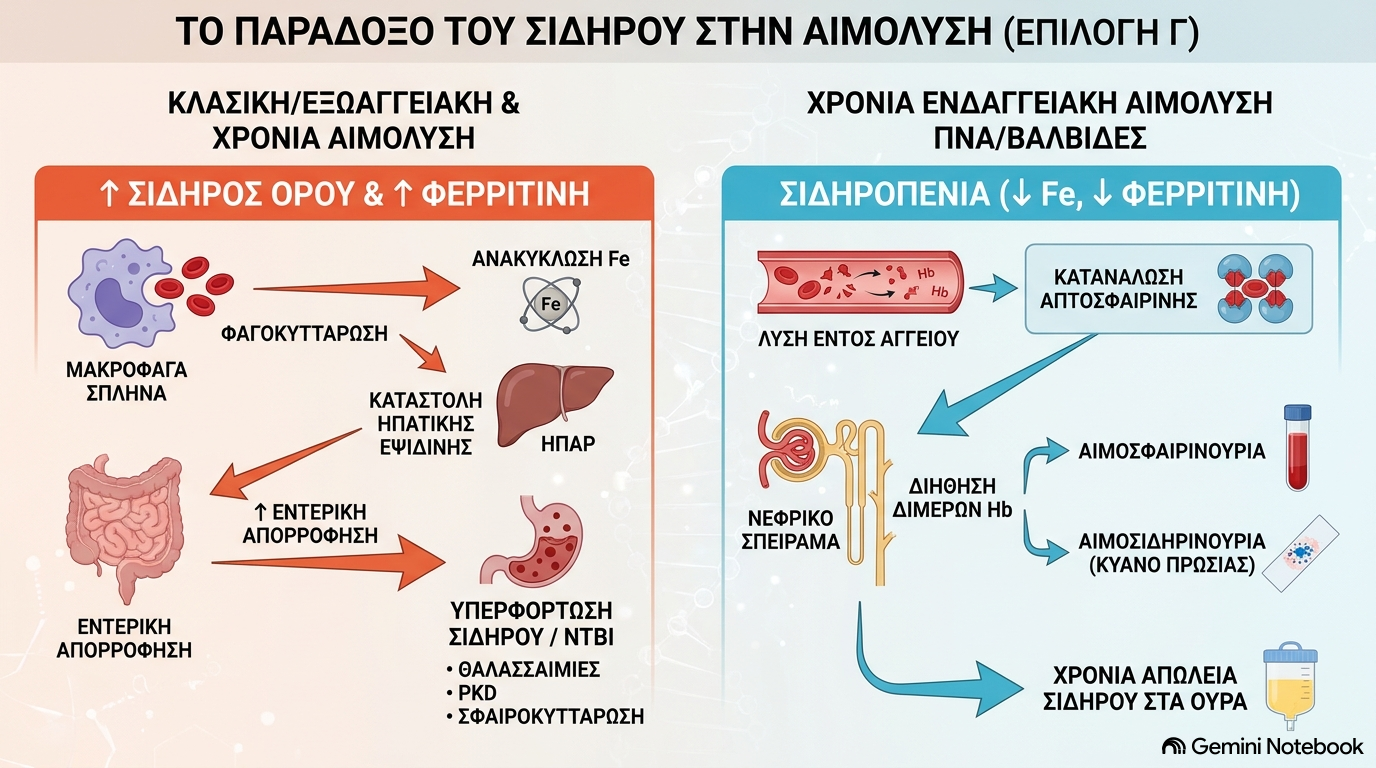 ΤΟ ΠΑΡΑΔΟΞΟ ΤΟΥ ΣΙΔΗΡΟΥ ΣΤΗΝ ΑΙΜΟΛΥΣΗ (ΕΠΙΛΟΓΗ Γ)
ΚΛΑΣΙΚΗ/ΕΞΩΑΓΓΕΙΑΚΗ &
ΧΡΟΝΙΑ ΑΙΜΟΛΥΣΗ
↑ ΣΙΔΗΡΟΣ ΟΡΟΥ & ↑ ΦΕΡΡΙΤΙΝΗ
ΑΝΑΚΥΚΛΩΣΗ Fe
Fe
ΦΑΓΟΚΥΤΤΑΡΩΣΗ
ΜΑΚΡΟΦΑΓΑ
ΣΠΛΗΝΑ
ΚΑΤΑΣΤΟΛΗ
ΗΠΑΤΙΚΗΣ
ΕΨΙΔΙΝΗΣ
ΗΠΑΡ
↑ ΕΝΤΕΡΙΚΗ
ΑΠΟΡΡΟΦΗΣΗ
ΕΝΤΕΡΙΚΗ
ΑΠΟΡΡΟΦΗΣΗ
ΥΠΕΡΦΟΡΤΩΣΗ
ΣΙΔΗΡΟΥ / NTBI
• ΘΑΛΑΣΣΑΙΜΙΕΣ
• PKD
• ΣΦΑΙΡΟΚΥΤΤΑΡΩΣΗ
ΧΡΟΝΙΑ ΕΝΔΑΓΓΕΙΑΚΗ ΑΙΜΟΛΥΣΗ
ΠΝΑ/ΒΑΛΒΙΔΕΣ
ΣΙΔΗΡΟΠΕΝΙΑ (↓ Fe, ↓ ΦΕΡΡΙΤΙΝΗ)
Hb
Hb
ΛΥΣΗ ΕΝΤΟΣ ΑΓΓΕΙΟΥ
ΚΑΤΑΝΑΛΩΣΗ
ΑΠΤΟΣΦΑΙΡΙΝΗΣ
ΝΕΦΡΙΚΟ
ΣΠΕΙΡΑΜΑ
ΔΙΗΘΗΣΗ
ΔΙΜΕΡΩΝ Hb
ΑΙΜΟΣΦΑΙΡΙΝΟΥΡΙΑ
ΑΙΜΟΣΙΔΗΡΙΝΟΥΡΙΑ
(ΚΥΑΝΟ ΠΡΩΣΙΑΣ)
ΧΡΟΝΙΑ ΑΠΩΛΕΙΑ
ΣΙΔΗΡΟΥ ΣΤΑ ΟΥΡΑ
Gemini Notebook